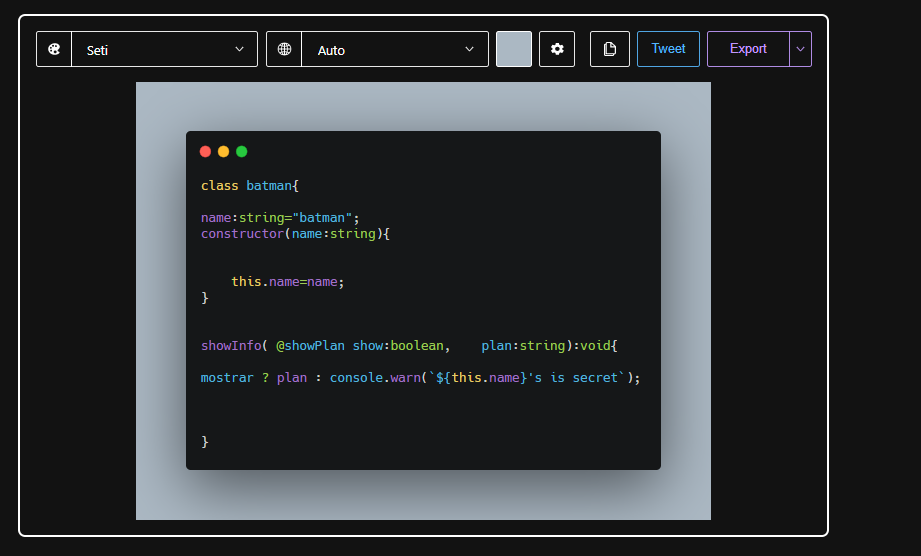 Seti Auto Tweet Export
class batman{
name:string="batman";
constructor(name:string){
this.name=name;
}
showInfo( @showPlan show:boolean,    plan:string):void{
mostrar ? plan : console.warn(`${this.name}'s is secret`);
}